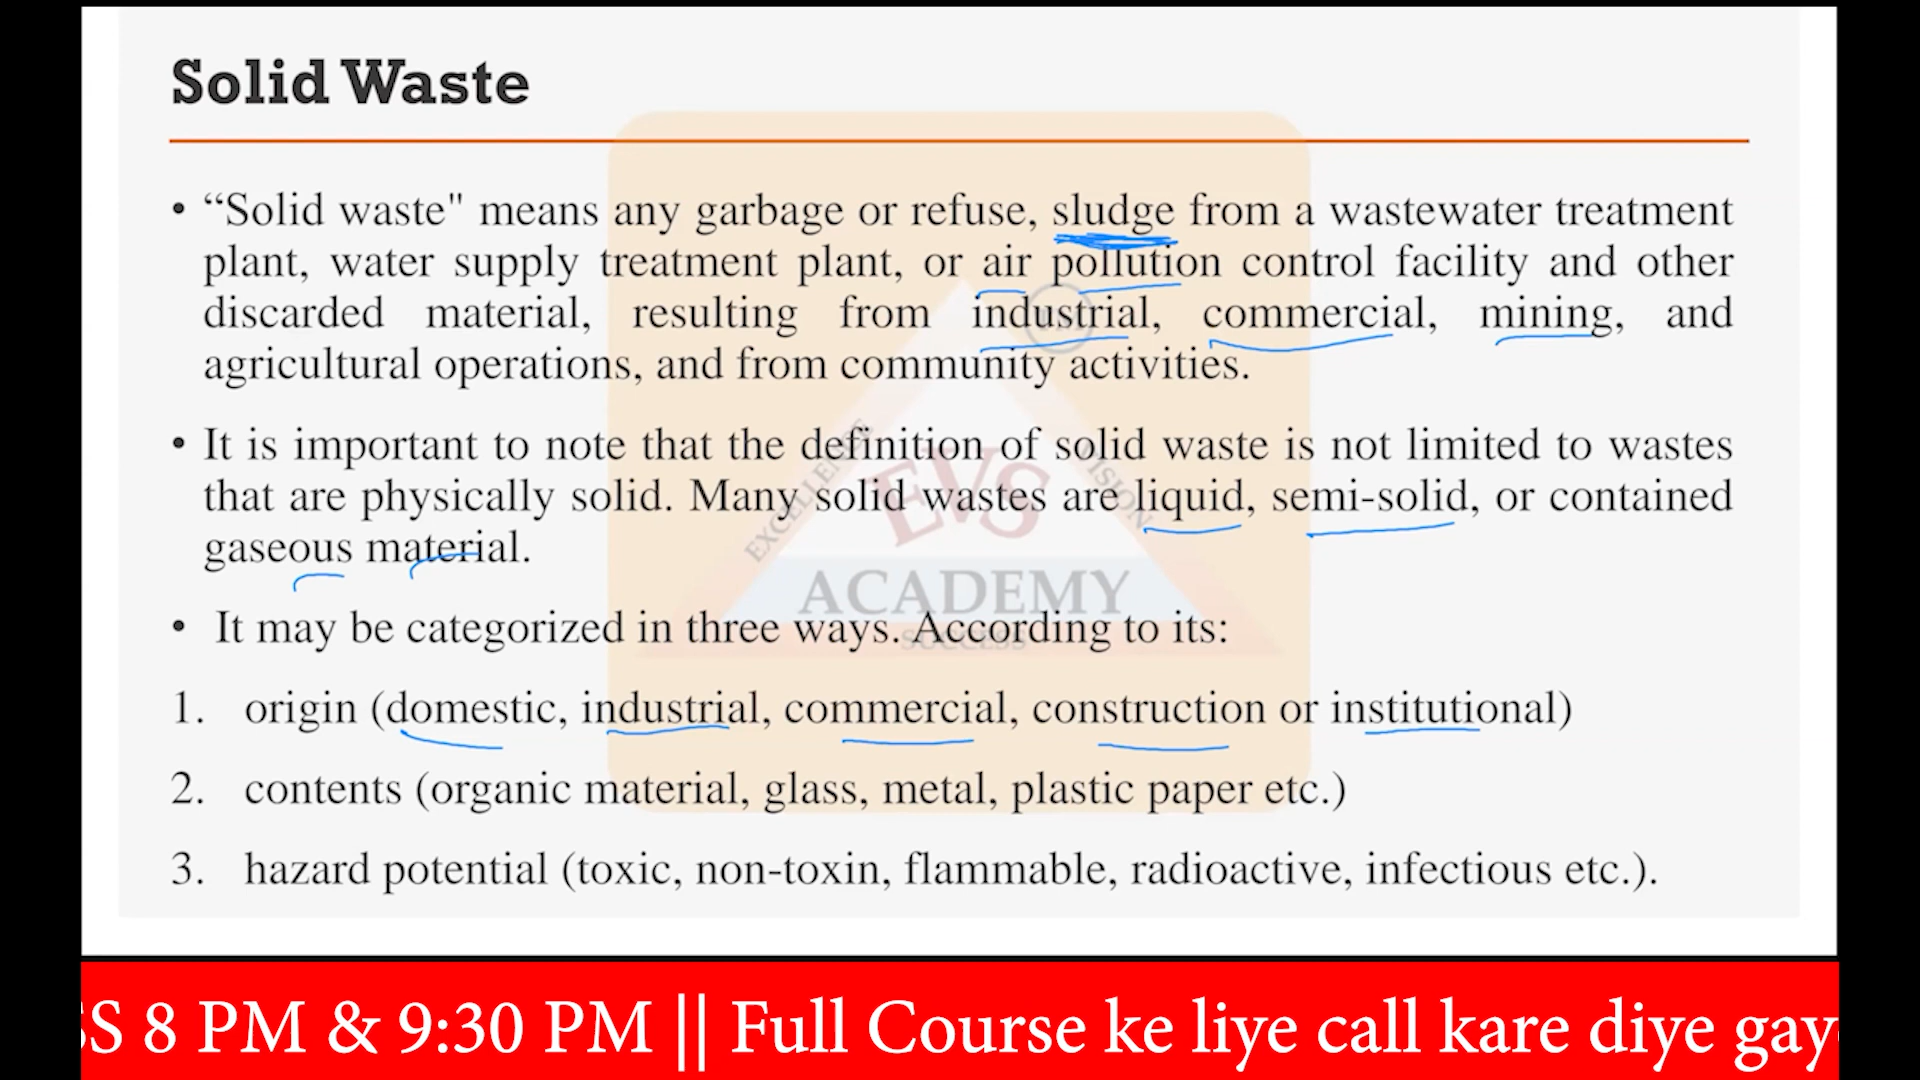 Solid Waste
• “Solid waste" means any garbage or refuse, sludge from a wastewater treatment
plant, water supply treatment plant, or air pollution control facility and other
discarded material, resulting from industrial, commercial, mining, and
agricultural operations, and from community activities.
• It is important to note that the definition of solid waste is not limited to wastes
that are physically solid. Many solid wastes are liquid, semi-solid, or contained
gaseous material.
• It may be categorized in three ways. According to its:
1. origin (domestic, industrial, commercial, construction or institutional)
2. contents (organic material, glass, metal, plastic paper etc.)
3. hazard potential (toxic, non-toxin, flammable, radioactive, infectious etc.).
EXCELLENCE
VISION
EVS
ACADEMY
SUCCESS
SS 8 PM & 9:30 PM || Full Course ke liye call kare diye gay